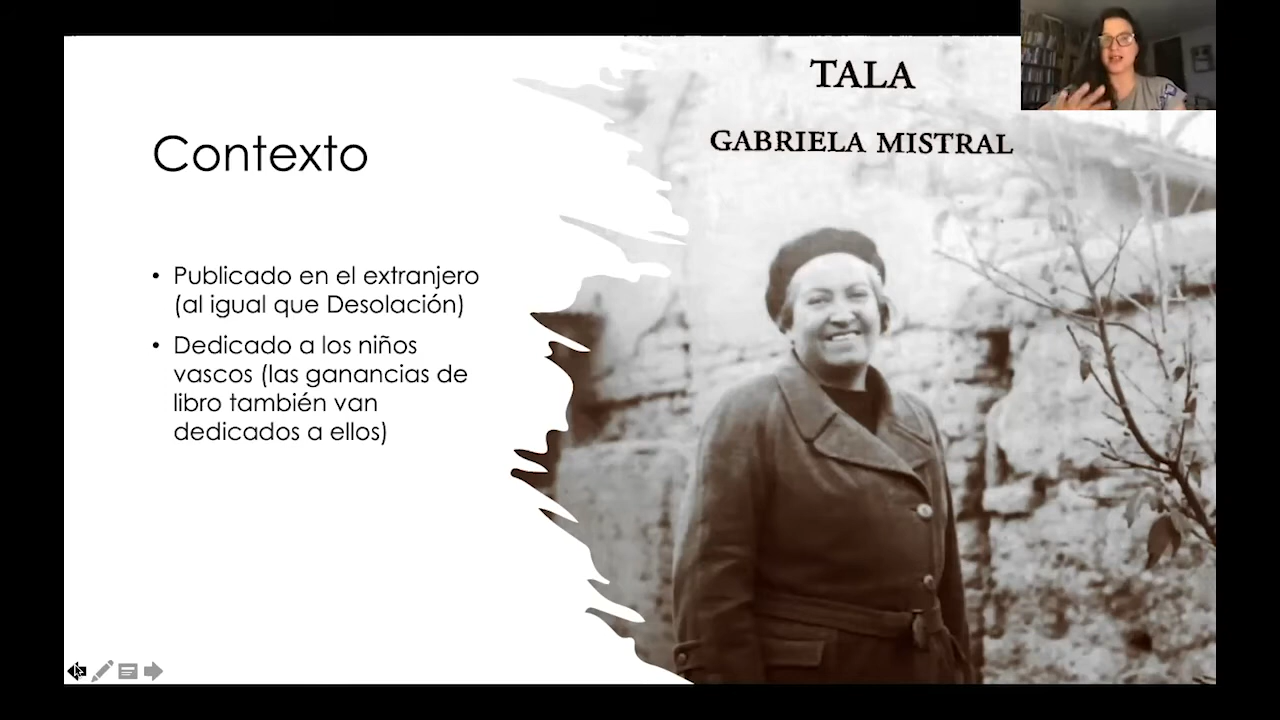 TALA
GABRIELA MISTRAL
Contexto
• Publicado en el extranjero
(al igual que Desolación)
• Dedicado a los niños
vascos (las ganancias de
libro también van
dedicados a ellos)